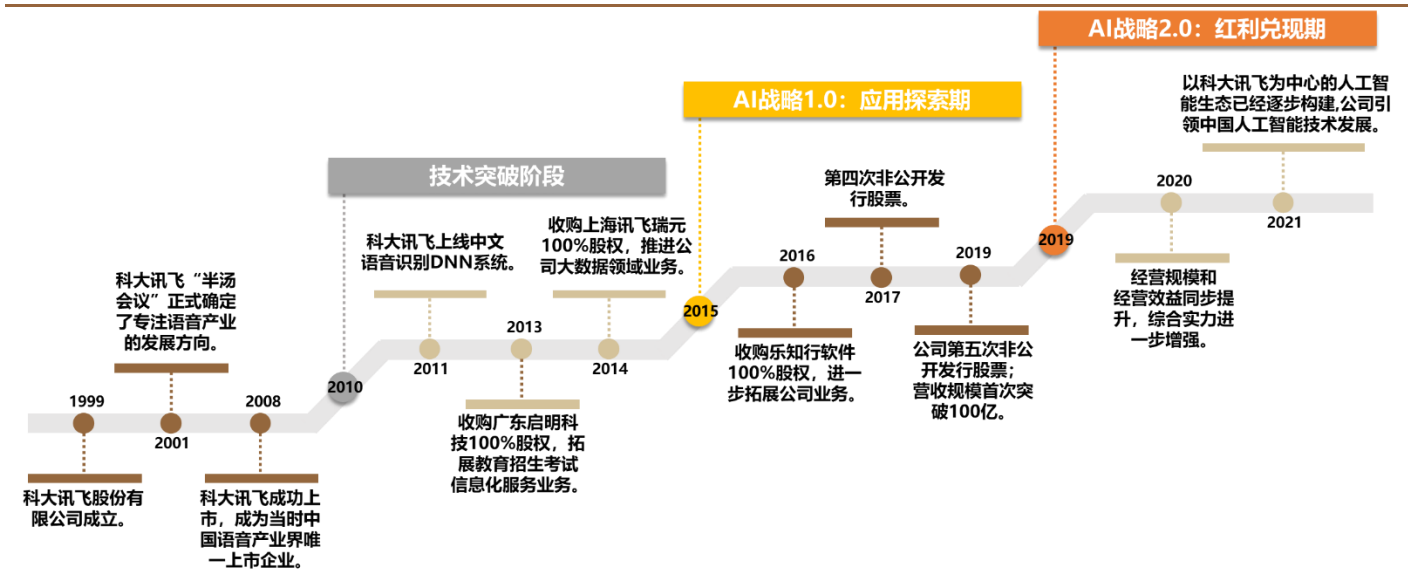 AI战略2.0：红利兑现期
AI战略1.0：应用探索期
技术突破阶段
1999
科大讯飞股份有
限公司成立。
科大讯飞“半汤
会议”正式确定
了专注语音产业
的发展方向。
2001
2008
科大讯飞成功上
市，成为当时中
国语音产业界唯
一上市企业。
2010
科大讯飞上线中文
语音识别DNN系统。
2011
2013
收购广东启明科
技100%股权，拓
展教育招生考试
信息化服务业务。
收购上海讯飞瑞元
100%股权，推进公
司大数据领域业务。
2014
2015
2016
收购乐知行软件
100%股权，进一
步拓展公司业务。
第四次非公开发
行股票。
2017
2019
公司第五次非公
开发行股票；
营收规模首次突
破100亿。
2019
2020
经营规模和
经营效益同步提
升，综合实力进
一步增强。
以科大讯飞为中心的人工智
能生态已经逐步构建,公司引
领中国人工智能技术发展。
2021